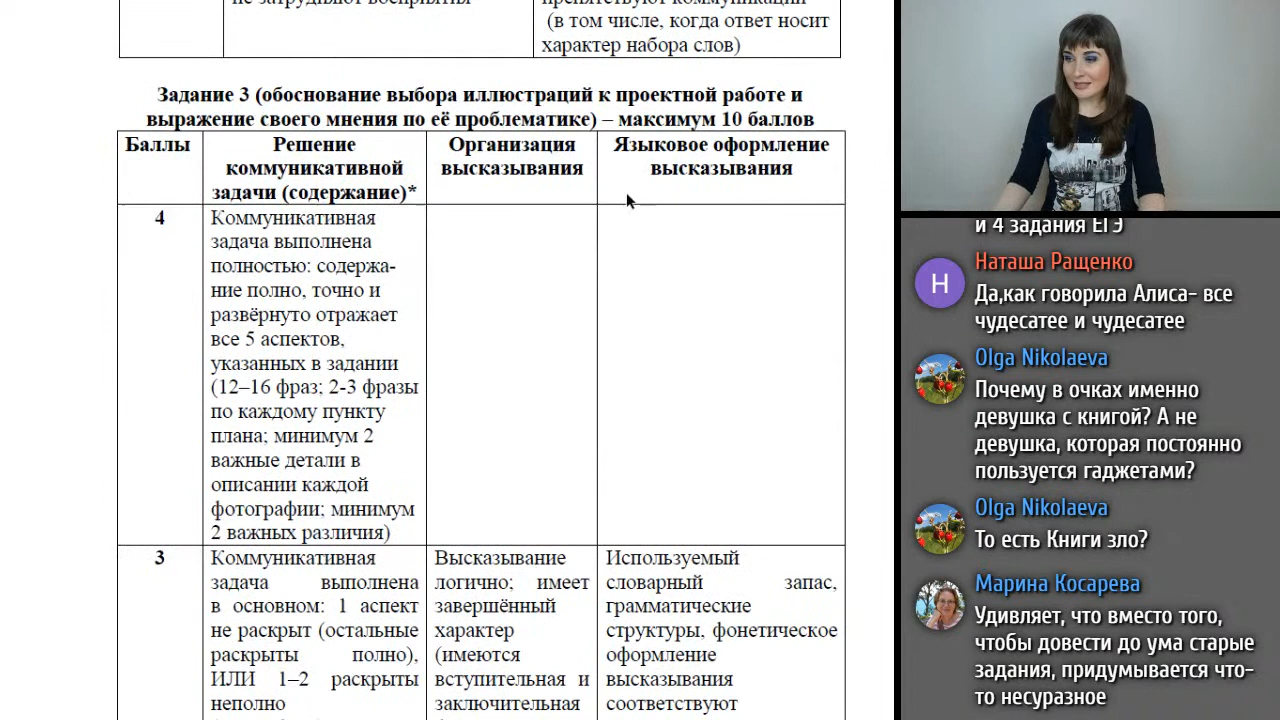 не затрудняют восприятия
препятствуют коммуникации
(в том числе, когда ответ носит
характер набора слов)
Задание 3 (обоснование выбора иллюстраций к проектной работе и
выражение своего мнения по её проблематике) – максимум 10 баллов
Баллы
Решение
коммуникативной
задачи (содержание)*
Организация
высказывания
Языковое оформление
высказывания
4
Коммуникативная
задача выполнена
полностью: содержа-
ние полно, точно и
развёрнуто отражает
все 5 аспектов,
указанных в задании
(12–16 фраз; 2-3 фразы
по каждому пункту
плана; минимум 2
важные детали в
описании каждой
фотографии; минимум
2 важных различия)
3
Коммуникативная
задача выполнена
в основном: 1 аспект
не раскрыт (остальные
раскрыты полно),
ИЛИ 1–2 раскрыты
неполно
Высказывание
логично; имеет
завершённый
характер
(имеются
вступительная и
заключительная
Используемый
словарный запас,
грамматические
структуры, фонетическое
оформление
высказывания
соответствуют
и 4 задания ЕГЭ
Н
Наташа Ращенко
Да,как говорила Алиса- все
чудесатее и чудесатее
Olga Nikolaeva
Почему в очках именно
девушка с книгой? А не
девушка, которая постоянно
пользуется гаджетами?
Olga Nikolaeva
То есть Книги зло?
Марина Косарева
Удивляет, что вместо того,
чтобы довести до ума старые
задания, придумывается что-
то несуразное